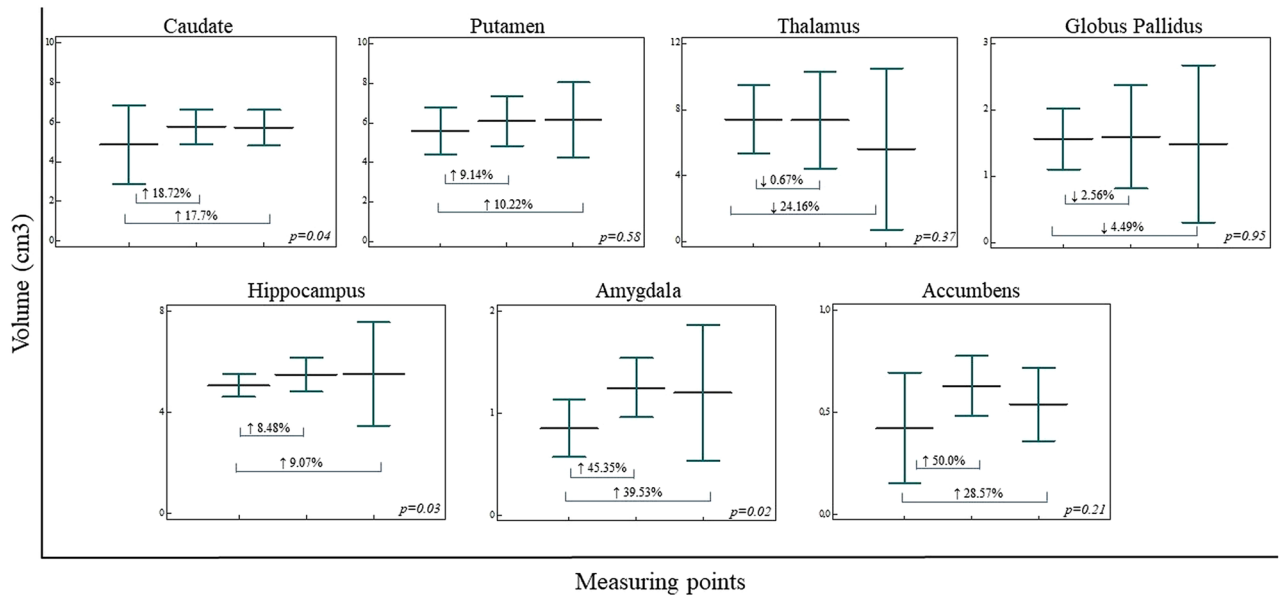 Volume (cm3)
Caudate
10
8
6
4
2
0
↑ 18.72%
↑ 17.7%
p=0.04
Putamen
10
8
6
4
2
0
↑ 9.14%
↑ 10.22%
p=0.58
Thalamus
12
8
4
0
↓ 0.67%
↓ 24.16%
p=0.37
Globus Pallidus
3
2
1
0
↓ 2.56%
↓ 4.49%
p=0.95
Hippocampus
8
4
0
↑ 8.48%
↑ 9.07%
p=0.03
Amygdala
2
1
0
↑ 45.35%
↑ 39.53%
p=0.02
Accumbens
1,0
0,5
0,0
↑ 50.0%
↑ 28.57%
p=0.21
Measuring points